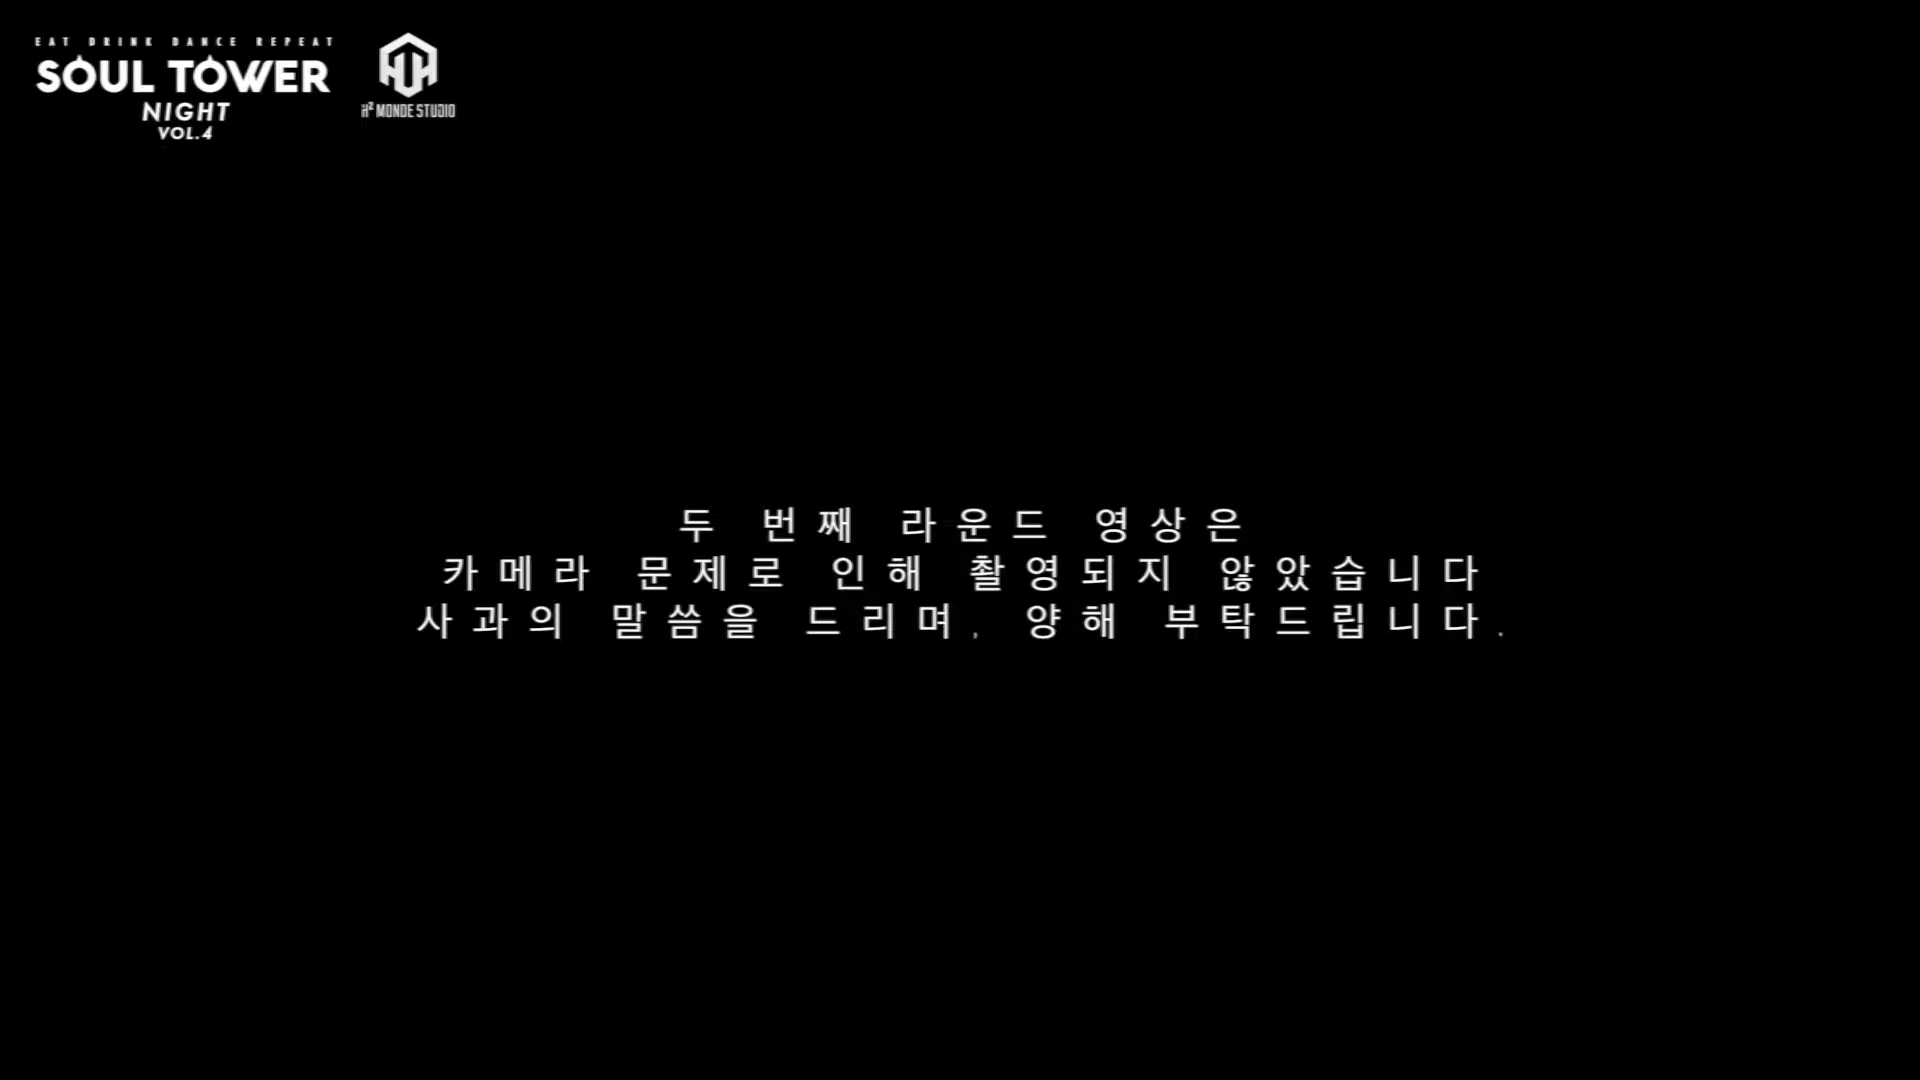 EAT DRINK DANCE REPEAT
SOUL TOWER
NIGHT
VOL.4
H² MONDE STUDIO
두 번째 라운드 영상은
카메라 문제로 인해 촬영되지 않았습니다
사과의 말씀을 드리며, 양해 부탁드립니다.